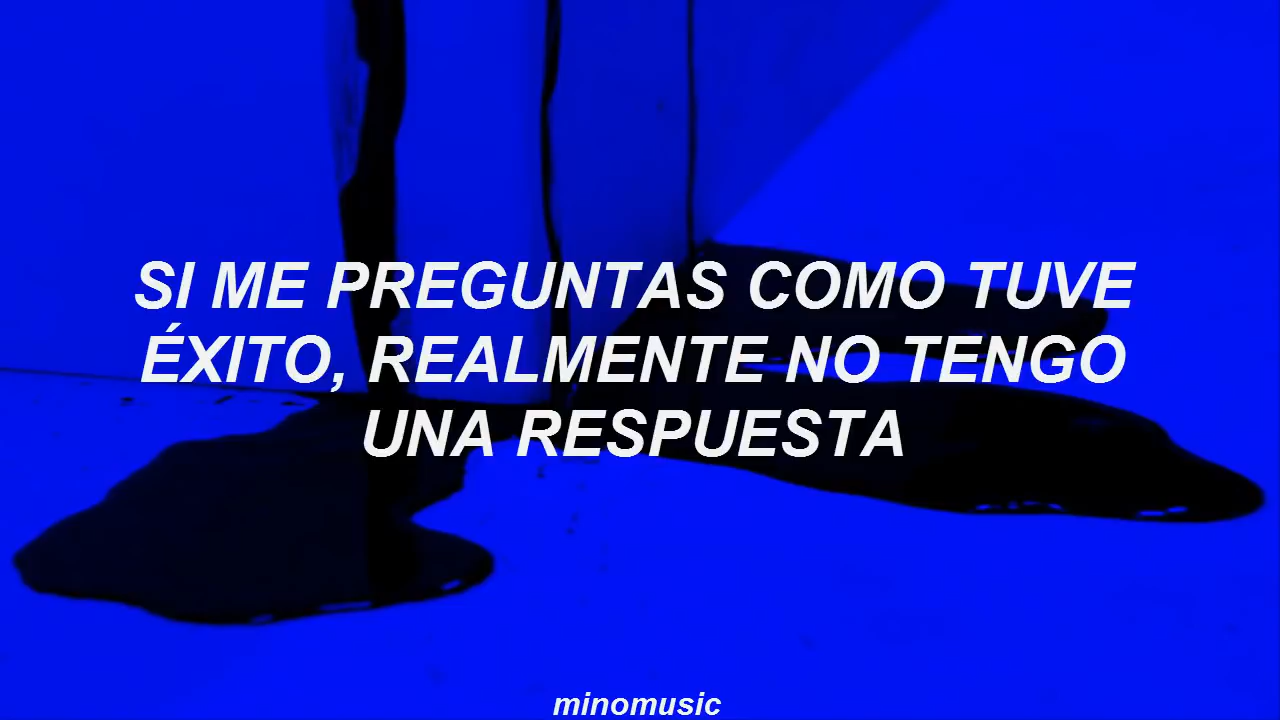 SI ME PREGUNTAS COMO TUVE
ÉXITO, REALMENTE NO TENGO
UNA RESPUESTA
minomusic